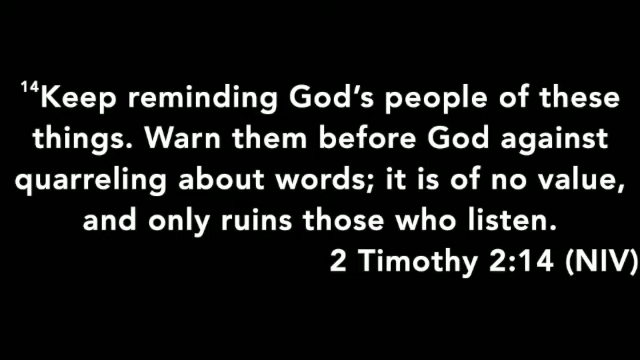 ¹⁴Keep reminding God’s people of these
things. Warn them before God against
quarreling about words; it is of no value,
and only ruins those who listen.
2 Timothy 2:14 (NIV)